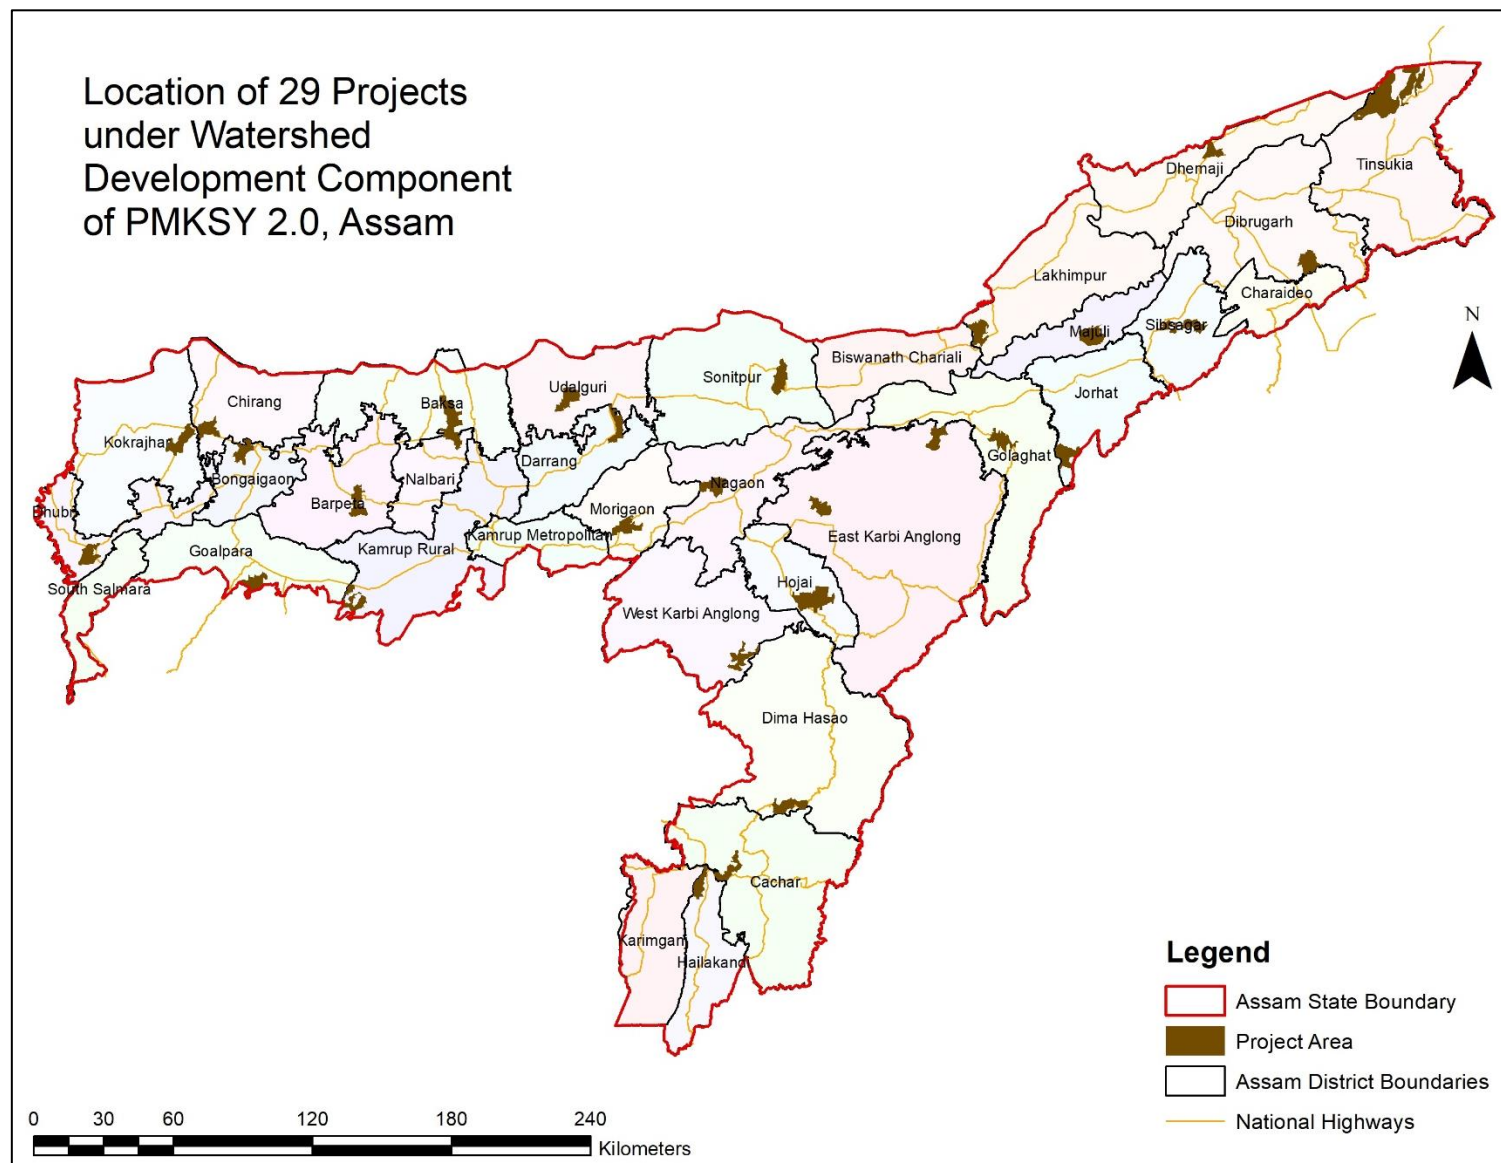 Location of 29 Projects
under Watershed
Development Component
of PMKSY 2.0, Assam
Tinsukia
Dhemaji
Dibrugarh
Lakhimpur
Charaideo
N
Majuli
Sibsagar
Biswanath Chariali
Sonitpur
Udalguri
Jorhat
Chirang
Baksa
Kokrajhar
Golaghat
Darrang
Bongaigaon
Nalbari
Nagaon
Barpeta
Dhubri
Morigaon
Kamrup Metropolitan
East Karbi Anglong
Goalpara
Kamrup Rural
Hojai
South Salmara
West Karbi Anglong
Dima Hasao
Cachar
Karimganj
Hailakandi
Legend
Assam State Boundary
Project Area
Assam District Boundaries
National Highways
0 30 60 120 180 240
Kilometers